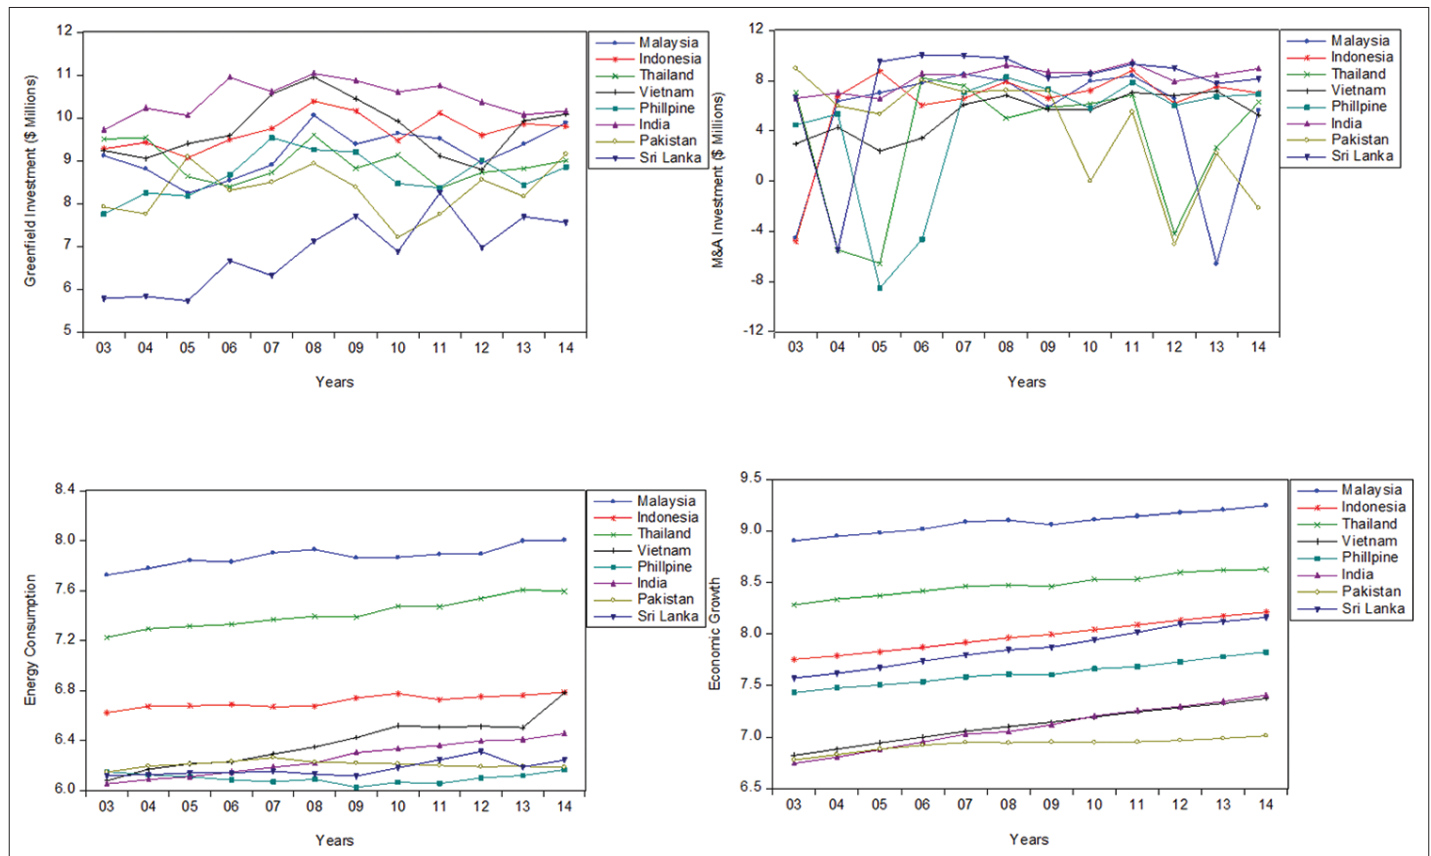 Greenfield Investment ($ Millions)
12
11
10
9
8
7
6
5
03 04 05 06 07 08 09 10 11 12 13 14
Years
Malaysia
Indonesia
Thailand
Vietnam
Phillpine
India
Pakistan
Sri Lanka
M&A Investment ($ Millions)
12
8
4
0
-4
-8
-12
03 04 05 06 07 08 09 10 11 12 13 14
Years
Malaysia
Indonesia
Thailand
Vietnam
Phillpine
India
Pakistan
Sri Lanka
Energy Consumption
8.4
8.0
7.6
7.2
6.8
6.4
6.0
03 04 05 06 07 08 09 10 11 12 13 14
Years
Malaysia
Indonesia
Thailand
Vietnam
Phillpine
India
Pakistan
Sri Lanka
Economic Growth
9.5
9.0
8.5
8.0
7.5
7.0
6.5
03 04 05 06 07 08 09 10 11 12 13 14
Years
Malaysia
Indonesia
Thailand
Vietnam
Phillpine
India
Pakistan
Sri Lanka